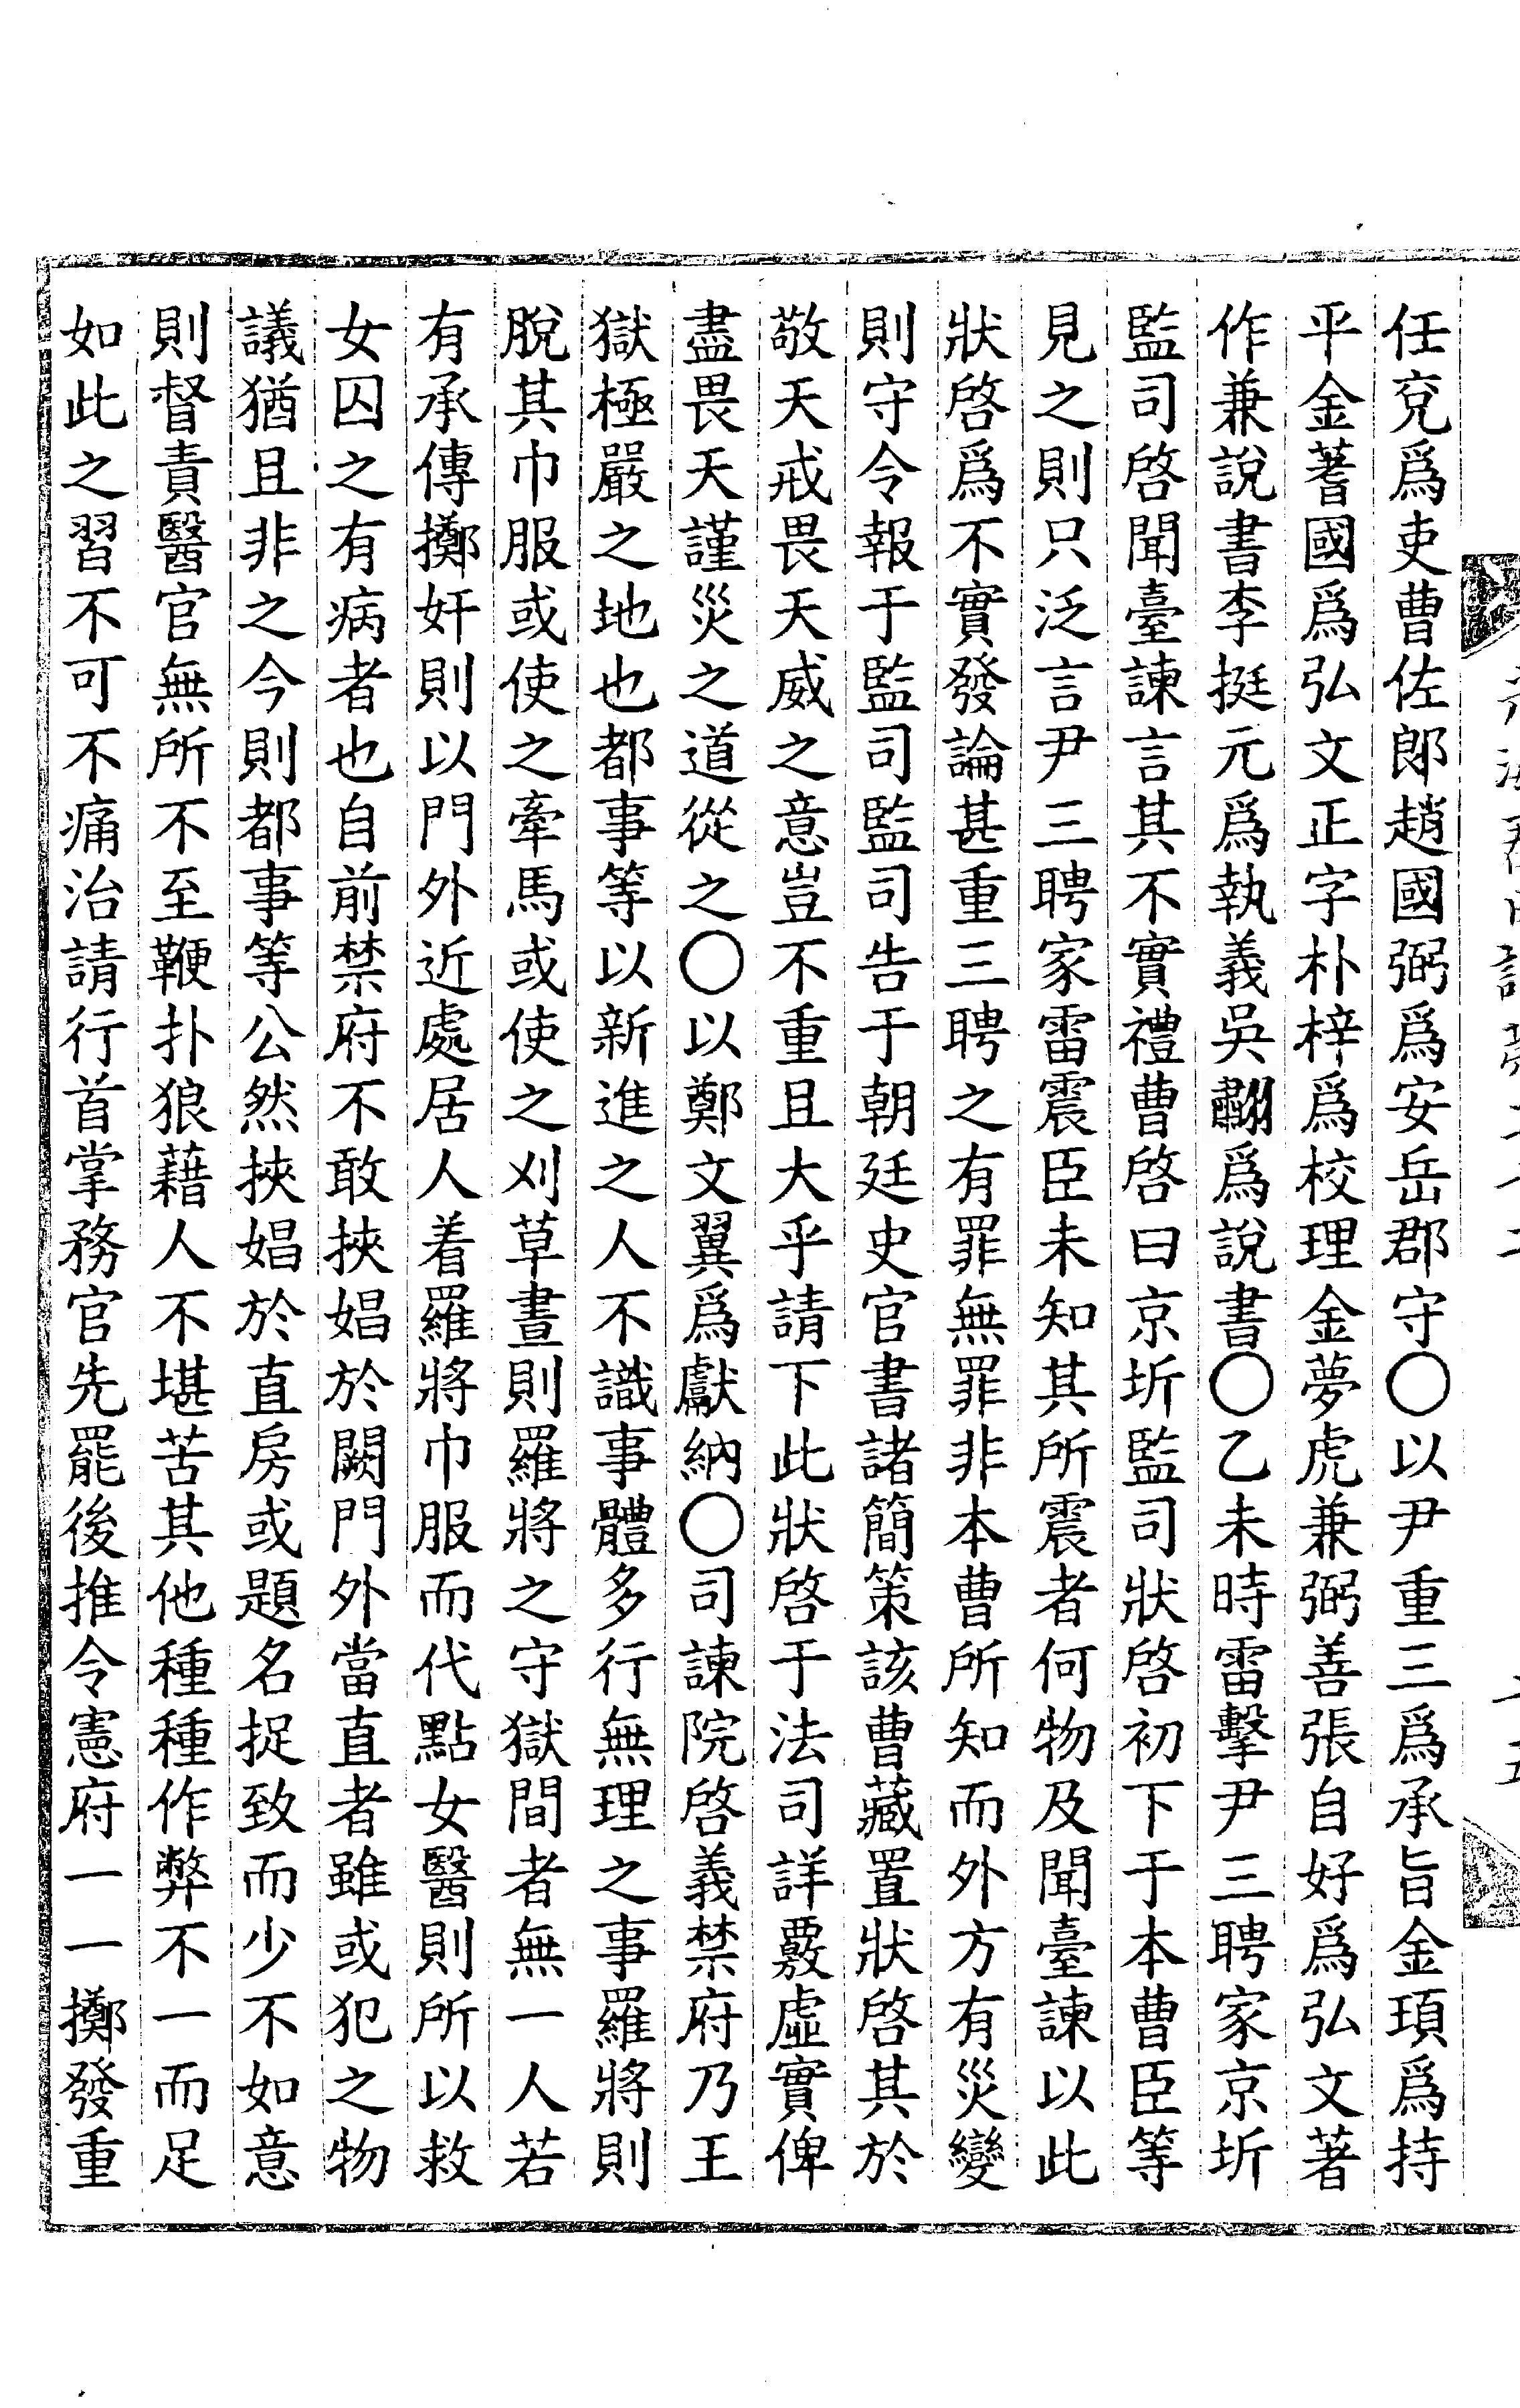 任兗爲吏曹佐郎趙國弼爲安岳郡守○以尹重三爲承旨金頊爲持
平金蓍國爲弘文正字朴梓爲校理金夢虎兼弼善張自好爲弘文著
作兼說書李挺元爲執義吳翽爲說書○乙未時雷擊尹三聘家京圻
監司啓聞臺諫言其不實禮曹啓曰京圻監司狀啓初下于本曹臣等
見之則只泛言尹三聘家雷震臣未知其所震者何物及聞臺諫以此
狀啓爲不實發論甚重三聘之有罪無罪非本曹所知而外方有災變
則守令報于監司監司告于朝廷史官書諸簡策該曹藏置狀啓其於
敬天戒畏天威之意豈不重且大乎請下此狀啓于法司詳覈虛實俾
盡畏天謹災之道從之○以鄭文翼爲獻納○司諫院啓義禁府乃王
獄極嚴之地也都事等以新進之人不識事體多行無理之事羅將則
脫其巾服或使之牽馬或使之刈草晝則羅將之守獄間者無一人若
有承傳擲奸則以門外近處居人着羅將巾服而代點女醫則所以救
女囚之有病者也自前禁府不敢挾娼於闕門外當直者雖或犯之物
議猶且非之今則都事等公然挾娼於直房或題名捉致而少不如意
則督責醫官無所不至鞭扑狼藉人不堪苦其他種種作弊不一而足
如此之習不可不痛治請行首掌務官先罷後推令憲府一一擲發重